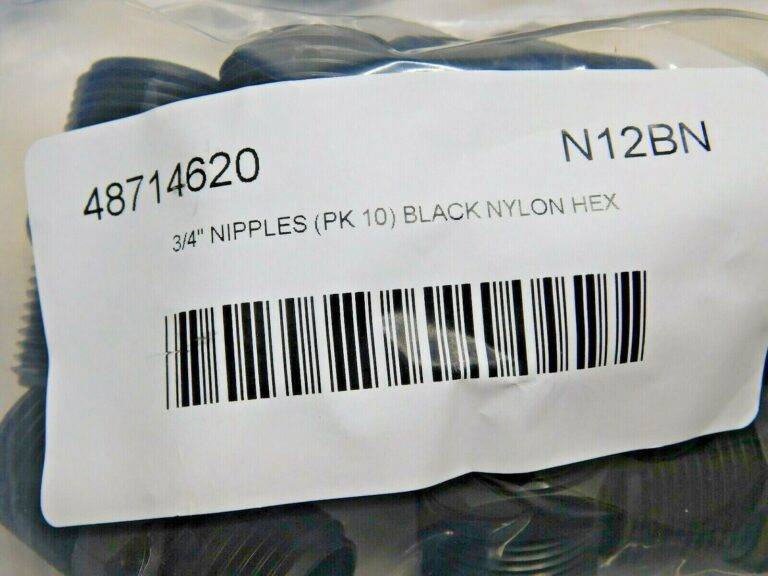 48714620 N12BN
3/4" NIPPLES (PK 10) BLACK NYLON HEX